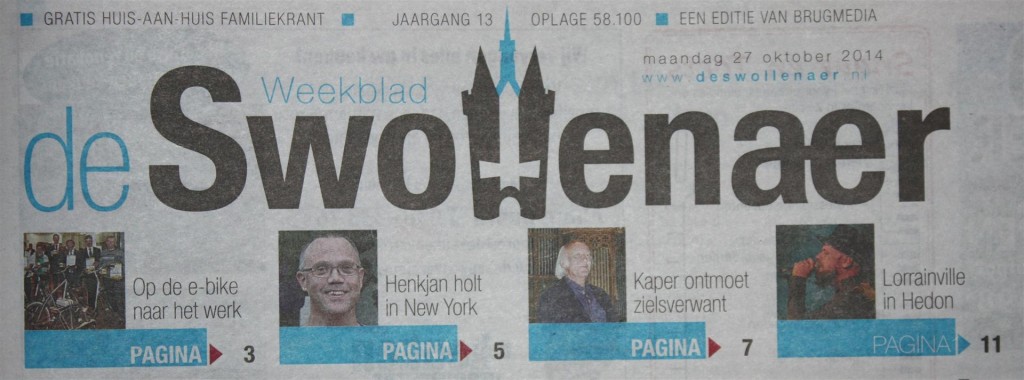 GRATIS HUIS-AAN-HUIS FAMILIEKRANT JAARGANG 13 OPLAGE 58.100 EEN EDITIE VAN BRUGMEDIA
maandag 27 oktober 2014
www.deswollenaer.nl
Weekblad
de Swollenaer
Op de e-bike
naar het werk
PAGINA 3
Henkjan holt
in New York
PAGINA 5
Kaper ontmoet
zielsverwant
PAGINA 7
Lorrainville
in Hedon
PAGINA 11